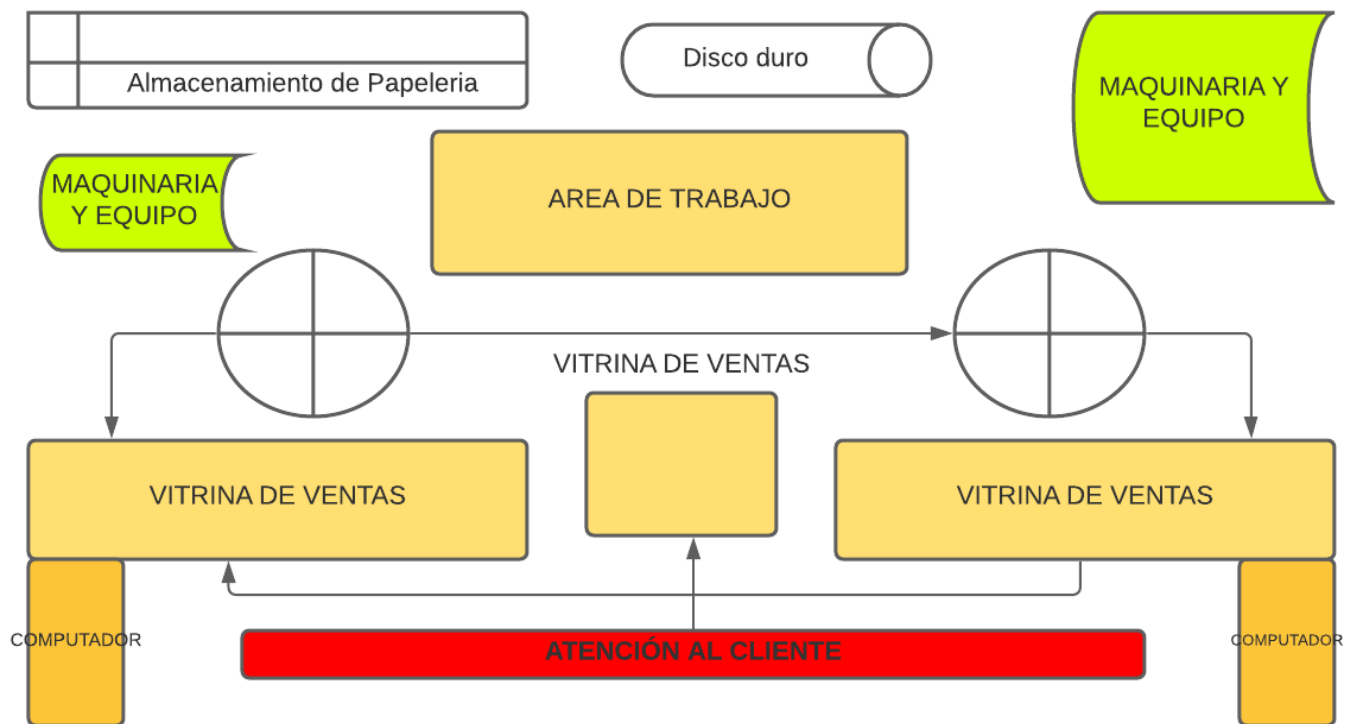 Almacenamiento de Papeleria
Disco duro
MAQUINARIA Y
EQUIPO
MAQUINARIA
Y EQUIPO
AREA DE TRABAJO
VITRINA DE VENTAS
VITRINA DE VENTAS
VITRINA DE VENTAS
COMPUTADOR
COMPUTADOR
ATENCIÓN AL CLIENTE